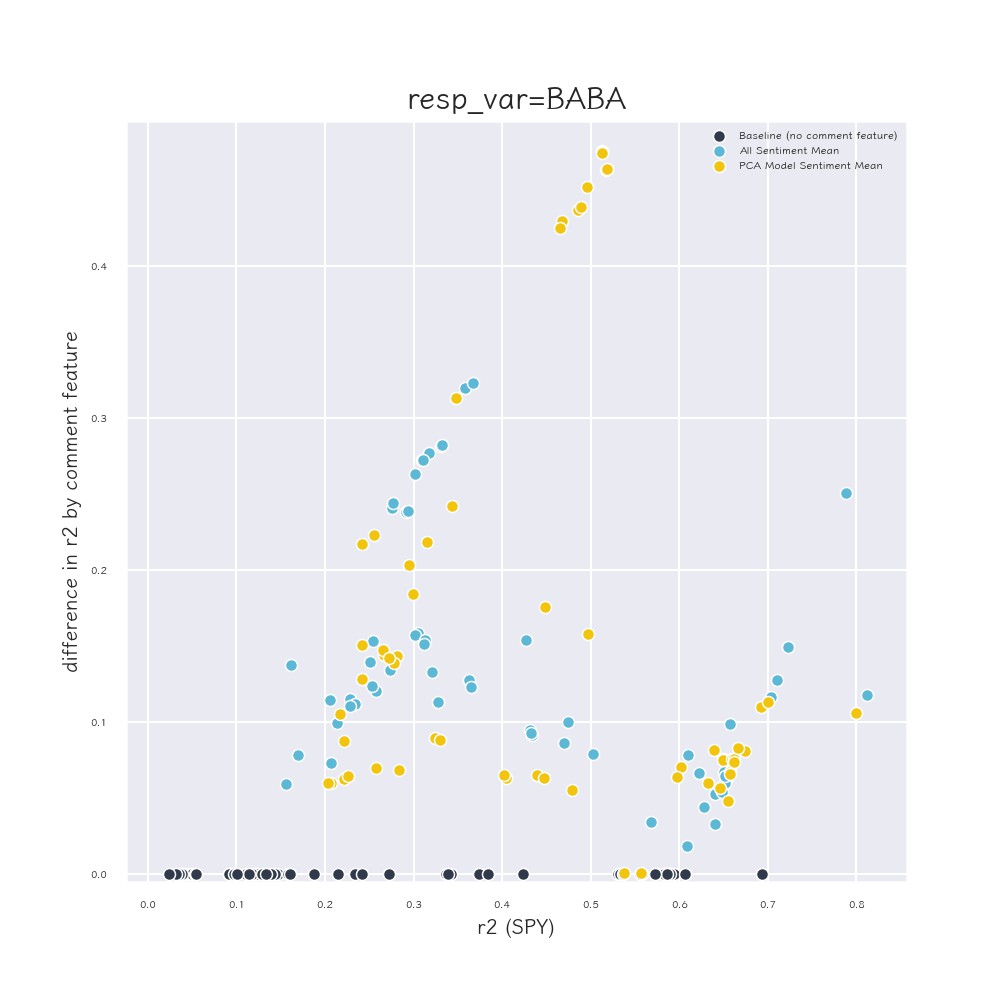 resp_var=BABA
Baseline (no comment feature)
All Sentiment Mean
PCA Model Sentiment Mean
difference in r2 by comment feature
0.4
0.3
0.2
0.1
0.0
0.0 0.1 0.2 0.3 0.4 0.5 0.6 0.7 0.8
r2 (SPY)